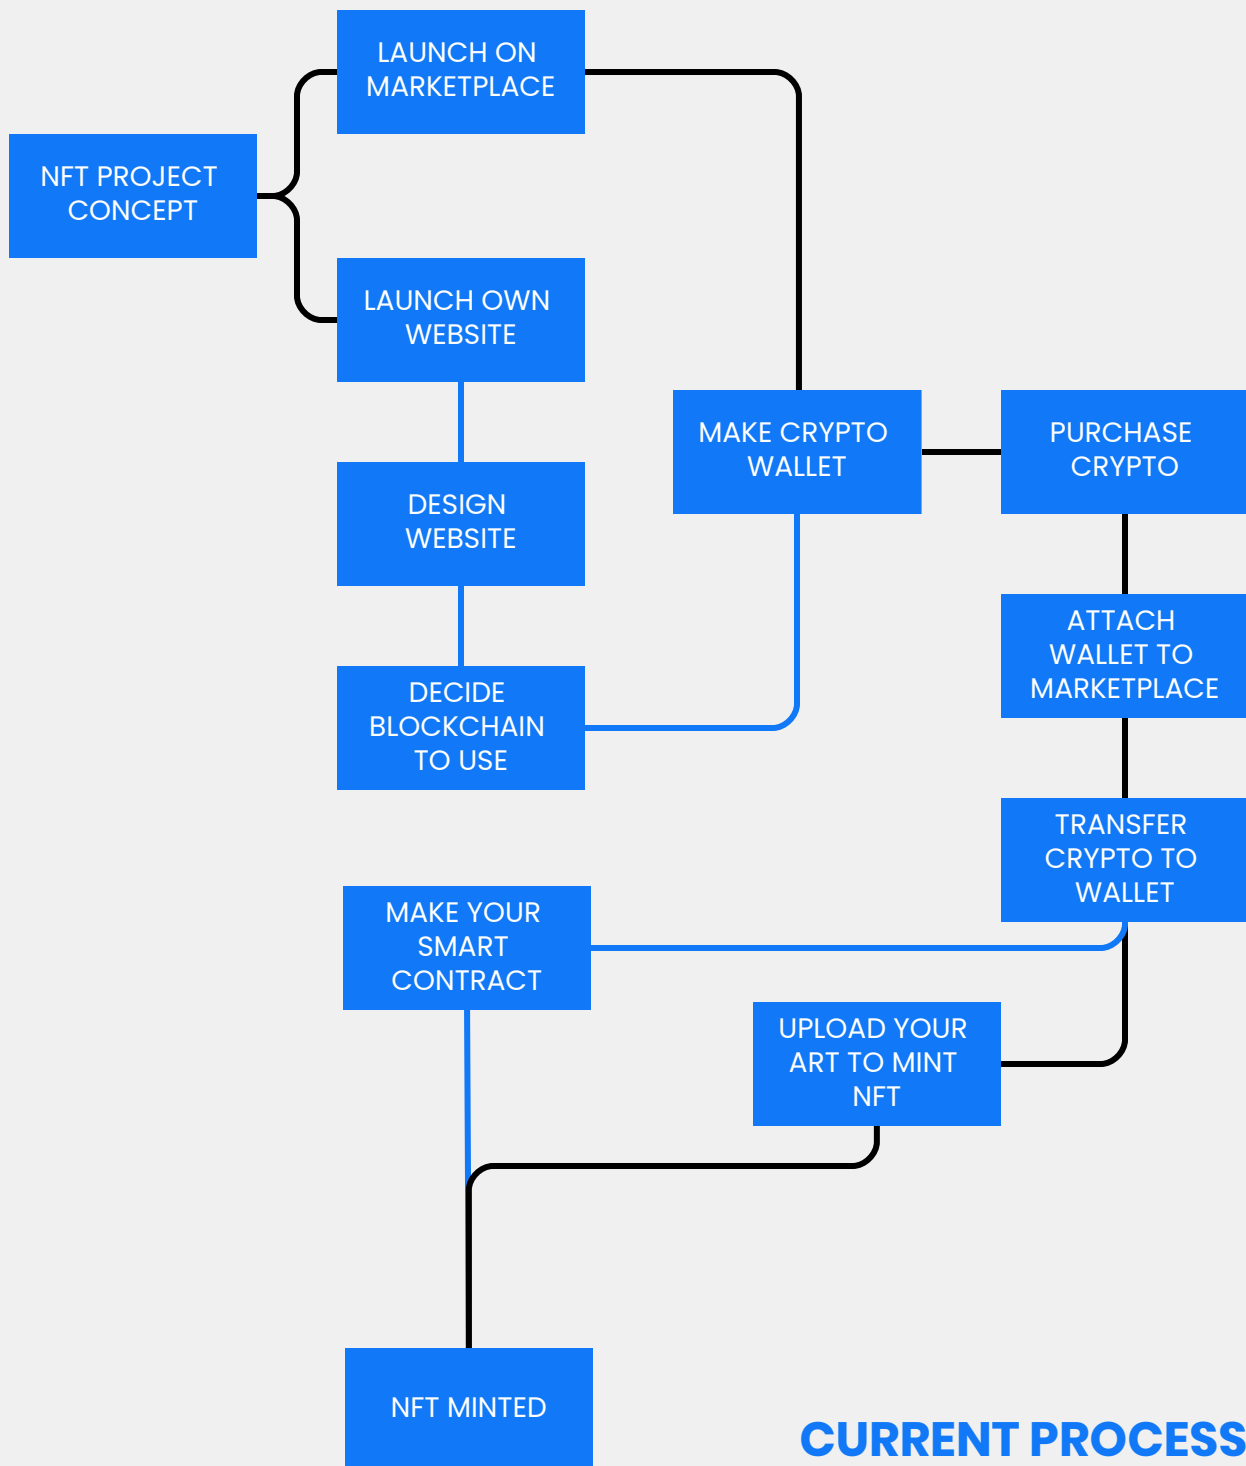 LAUNCH ON
MARKETPLACE
NFT PROJECT
CONCEPT
LAUNCH OWN
WEBSITE
MAKE CRYPTO
WALLET
PURCHASE
CRYPTO
DESIGN
WEBSITE
ATTACH
WALLET TO
MARKETPLACE
DECIDE
BLOCKCHAIN
TO USE
TRANSFER
CRYPTO TO
WALLET
MAKE YOUR
SMART
CONTRACT
UPLOAD YOUR
ART TO MINT
NFT
NFT MINTED
CURRENT PROCESS